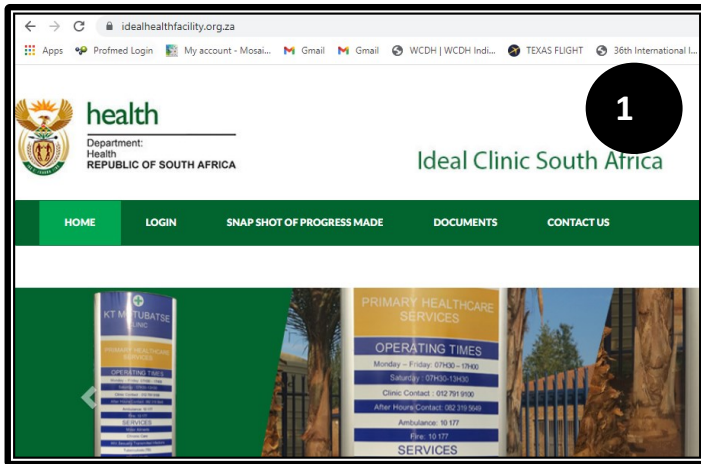 idealhealthfacility.org.za
Apps Profmed Login My account - Mosai... Gmail Gmail WCDH | WCDH Indi... TEXAS FLIGHT 36th International I...
1
health
Department:
Health
REPUBLIC OF SOUTH AFRICA
Ideal Clinic South Africa
HOME LOGIN SNAP SHOT OF PROGRESS MADE DOCUMENTS CONTACT US
KT M TUBATSE
LINIC
PRIMARY HEALTHCARE
SERVICES
OPERATING TIMES
SERVICES
PRIMARY HEALTHCARE
SERVICES
OPERATING TIMES
Monday – Friday: 07H30 – 17H00
Saturday : 07H30-13H30
Clinic Contact : 012 791 9100
After Hours Contact: 082 319 5649
Ambulance: 10 177
Fire: 10 177
SERVICES